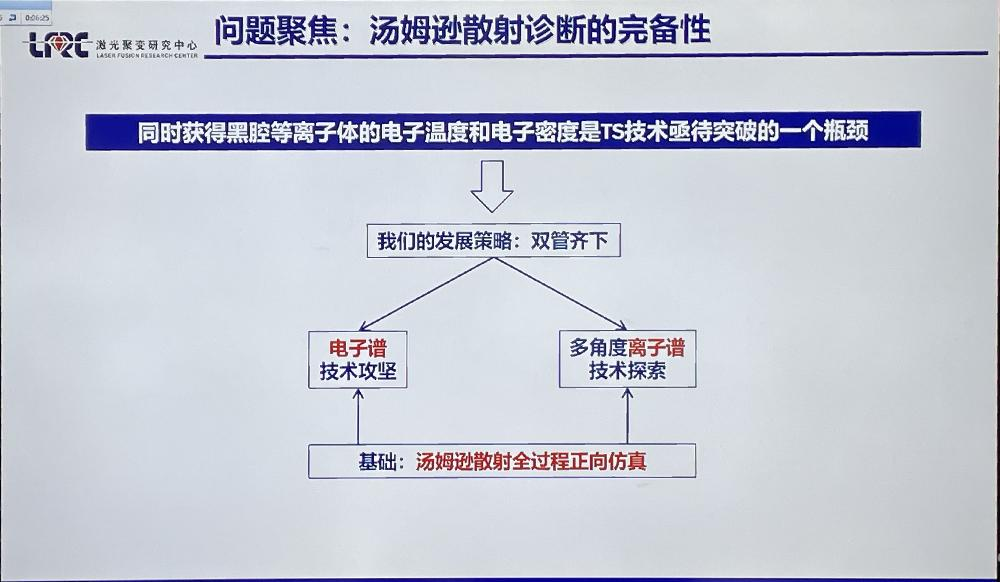 0:06:25
问题聚焦：汤姆逊散射诊断的完备性
LFRC 激光聚变研究中心
LASER FUSION RESEARCH CENTER
同时获得黑腔等离子体的电子温度和电子密度是TS技术亟待突破的一个瓶颈
我们的发展策略：双管齐下
电子谱
技术攻坚
多角度离子谱
技术探索
基础：汤姆逊散射全过程正向仿真